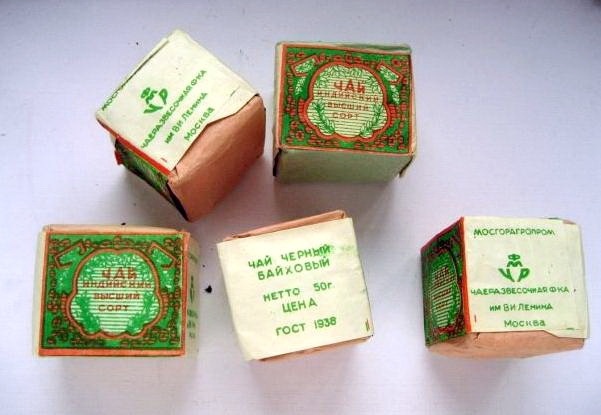 ЧАЕРАЗВЕСОЧНАЯ Ф-КА
ИМ В.И ЛЕНИНА
МОСКВА
ЧАЙ
ИНДИЙСКИЙ
ВЫСШИЙ
СОРТ
ЧАЙ
ИНДИЙСКИЙ
ВЫСШИЙ
СОРТ
ЧАЙ ЧЕРНЫЙ
БАЙХОВЫЙ
НЕТТО 50г.
ЦЕНА
ГОСТ 1938
МОСГОРАГРОПРОМ
ЧАЕРАЗВЕСОЧНАЯ Ф-КА
ИМ В.И ЛЕНИНА
МОСКВА